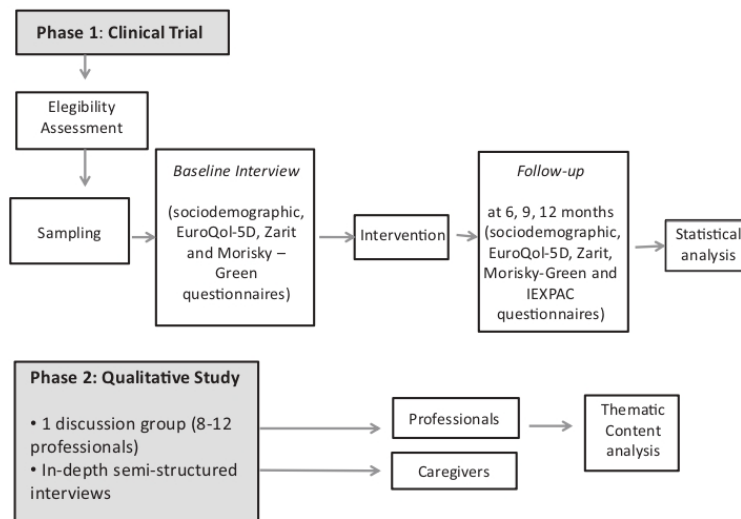 Phase 1: Clinical Trial
Elegibility
Assessment
Sampling
Baseline Interview
(sociodemographic,
EuroQol-5D, Zarit
and Morisky –
Green
questionnaires)
Intervention
Follow-up
at 6, 9, 12 months
(sociodemographic,
EuroQol-5D, Zarit,
Morisky-Green and
IEXPAC
questionnaires)
Statistical
analysis
Phase 2: Qualitative Study
• 1 discussion group (8-12
professionals)
• In-depth semi-structured
interviews
Professionals
Caregivers
Thematic
Content
analysis